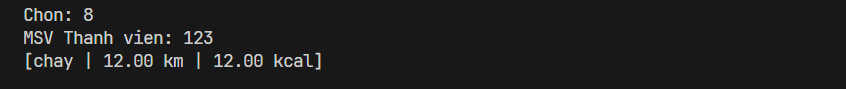 Chon: 8
MSV Thanh vien: 123
[chay | 12.00 km | 12.00 kcal]